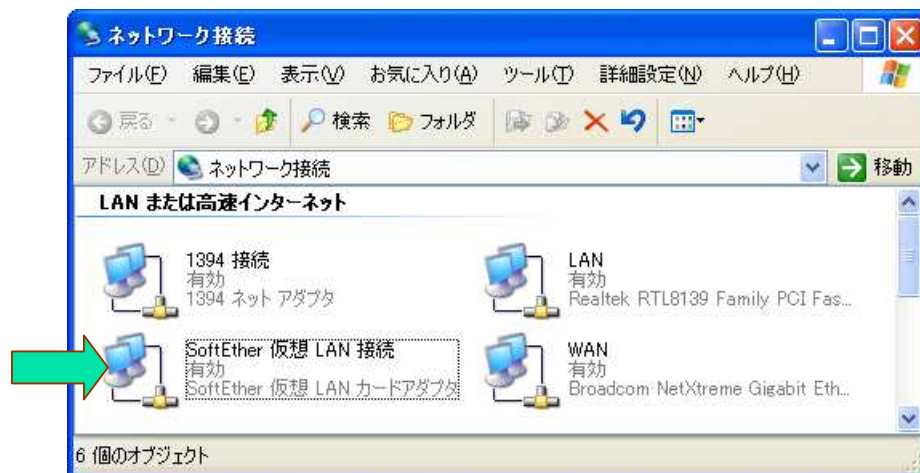 ネットワーク接続
ファイル(F) 編集(E) 表示(V) お気に入り(A) ツール(T) 詳細設定(N) ヘルプ(H)
戻る 検索 フォルダ
アドレス(D) ネットワーク接続 移動
LAN または高速インターネット
1394 接続
有効
1394 ネット アダプタ
LAN
有効
Realtek RTL8139 Family PCI Fas...
SoftEther 仮想 LAN 接続
有効
SoftEther 仮想 LAN カードアダプタ
WAN
有効
Broadcom NetXtreme Gigabit Eth...
6 個のオブジェクト